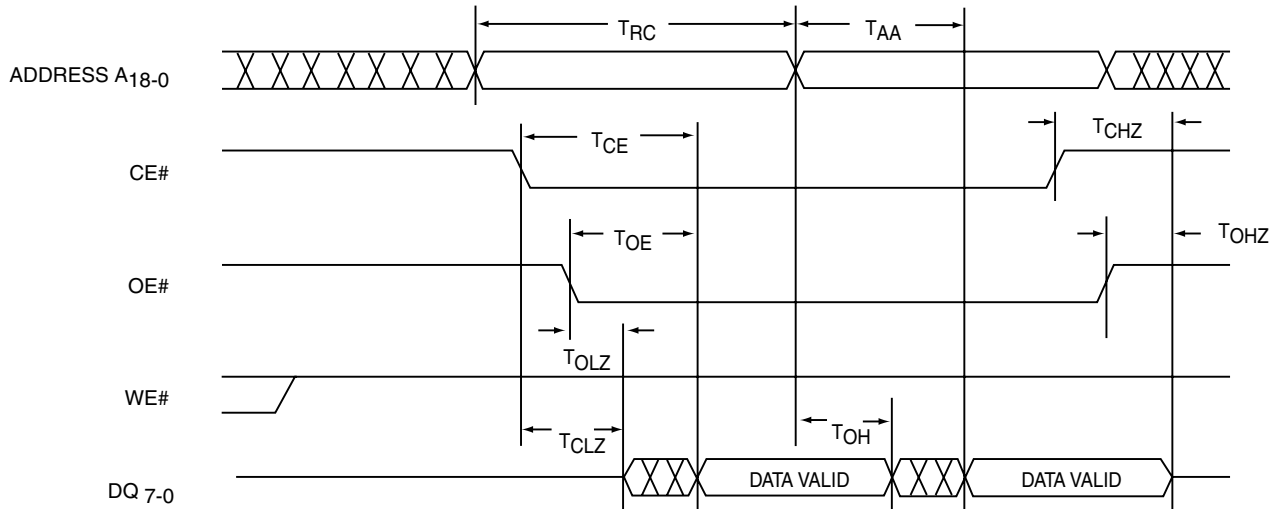 TRC
TAA
ADDRESS A18-0
TCE
TCHZ
CE#
TOE
TOHZ
OE#
TOLZ
WE#
TCLZ
TOH
DATA VALID
DATA VALID
DQ 7-0